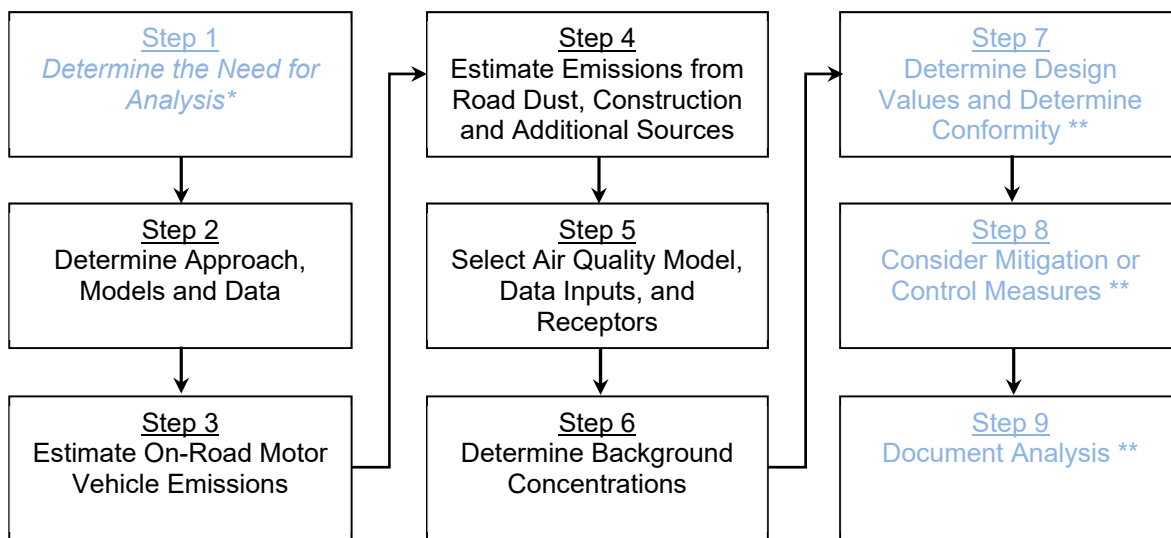 Step 1
Determine the Need for
Analysis*
Step 2
Determine Approach,
Models and Data
Step 3
Estimate On-Road Motor
Vehicle Emissions
Step 4
Estimate Emissions from
Road Dust, Construction
and Additional Sources
Step 5
Select Air Quality Model,
Data Inputs, and
Receptors
Step 6
Determine Background
Concentrations
Step 7
Determine Design
Values and Determine
Conformity **
Step 8
Consider Mitigation or
Control Measures **
Step 9
Document Analysis **